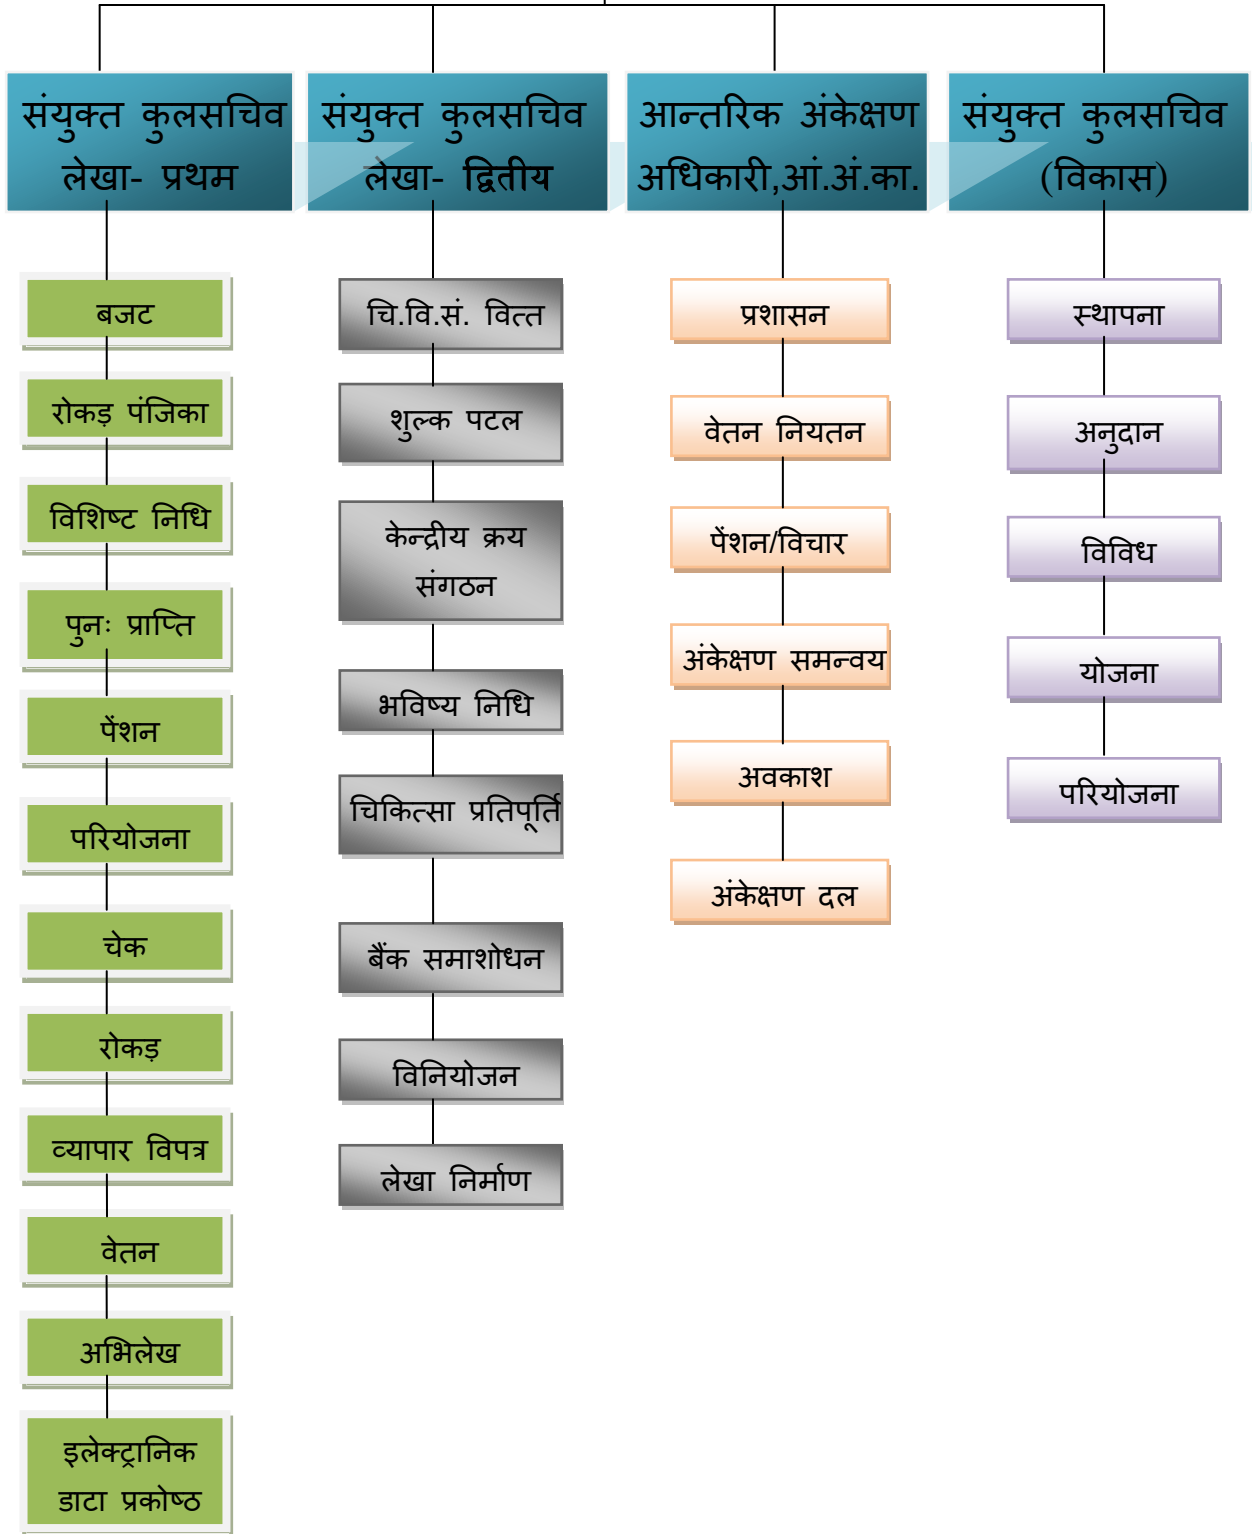 संयुक्त कुलसचिव
लेखा- प्रथम
बजट
रोकड़ पंजिका
विशिष्ट निधि
पुनः प्राप्ति
पेंशन
परियोजना
चेक
रोकड़
व्यापार विपत्र
वेतन
अभिलेख
इलेक्ट्रानिक
डाटा प्रकोष्ठ
संयुक्त कुलसचिव
लेखा- द्वितीय
चि.वि.सं. वित्त
शुल्क पटल
केन्द्रीय क्रय
संगठन
भविष्य निधि
चिकित्सा प्रतिपूर्ति
बैंक समाशोधन
विनियोजन
लेखा निर्माण
आन्तरिक अंकेक्षण
अधिकारी,आं.अं.का.
प्रशासन
वेतन नियतन
पेंशन/विचार
अंकेक्षण समन्वय
अवकाश
अंकेक्षण दल
संयुक्त कुलसचिव
(विकास)
स्थापना
अनुदान
विविध
योजना
परियोजना